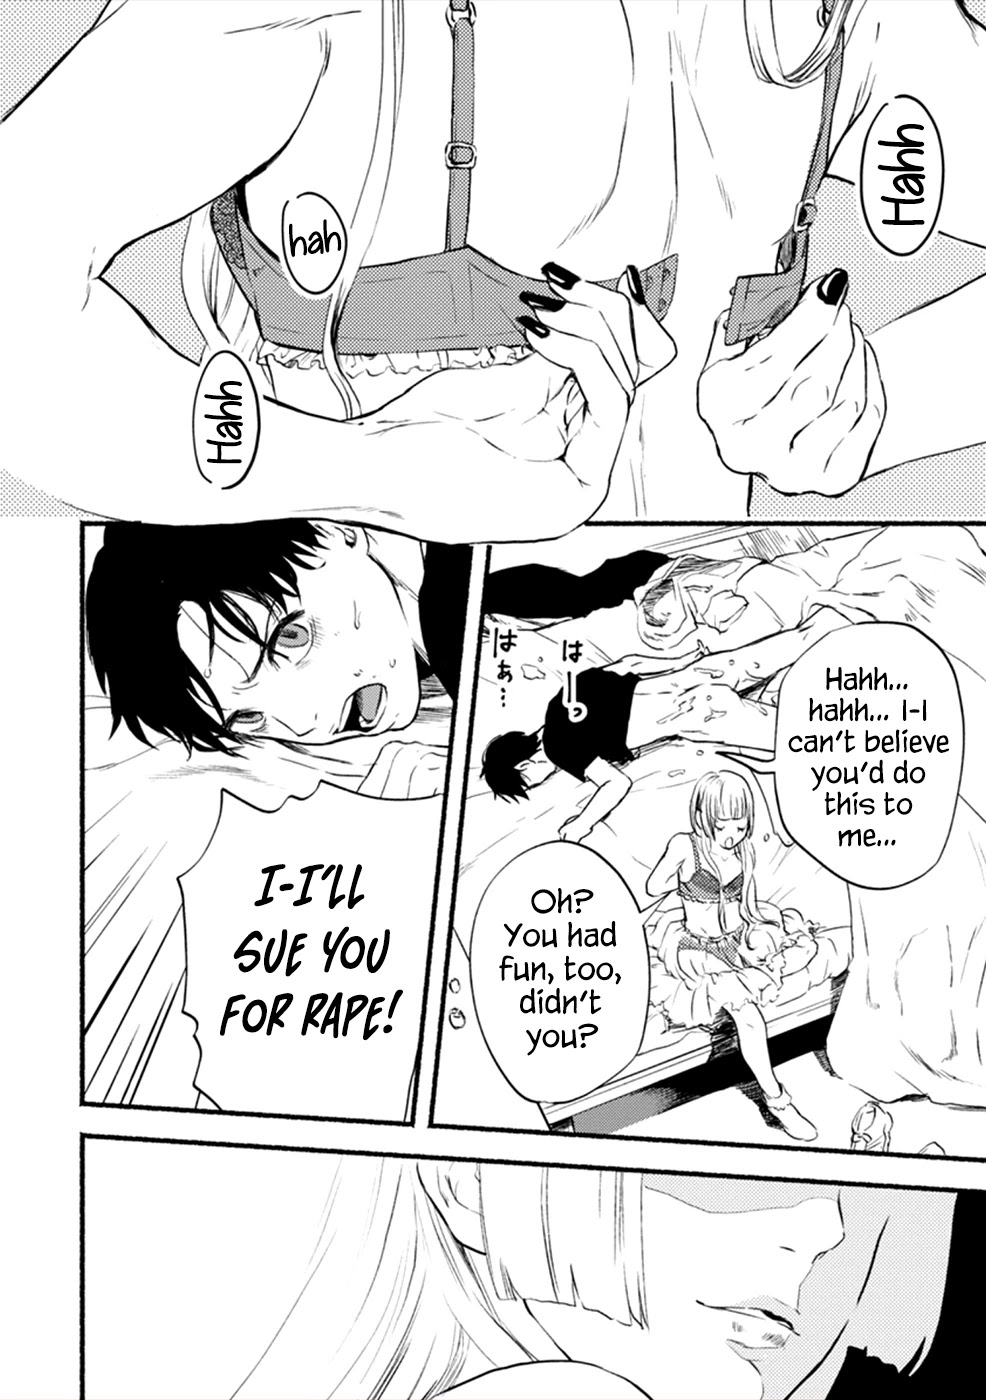 Hahh
hah
Hahh
はーっ
はぁ…
Hahh...
hahh... I-I
can't believe
you'd do
this to
me...
Oh?
You had
fun, too,
didn't
you?
I-I'LL
SUE YOU
FOR RAPE!